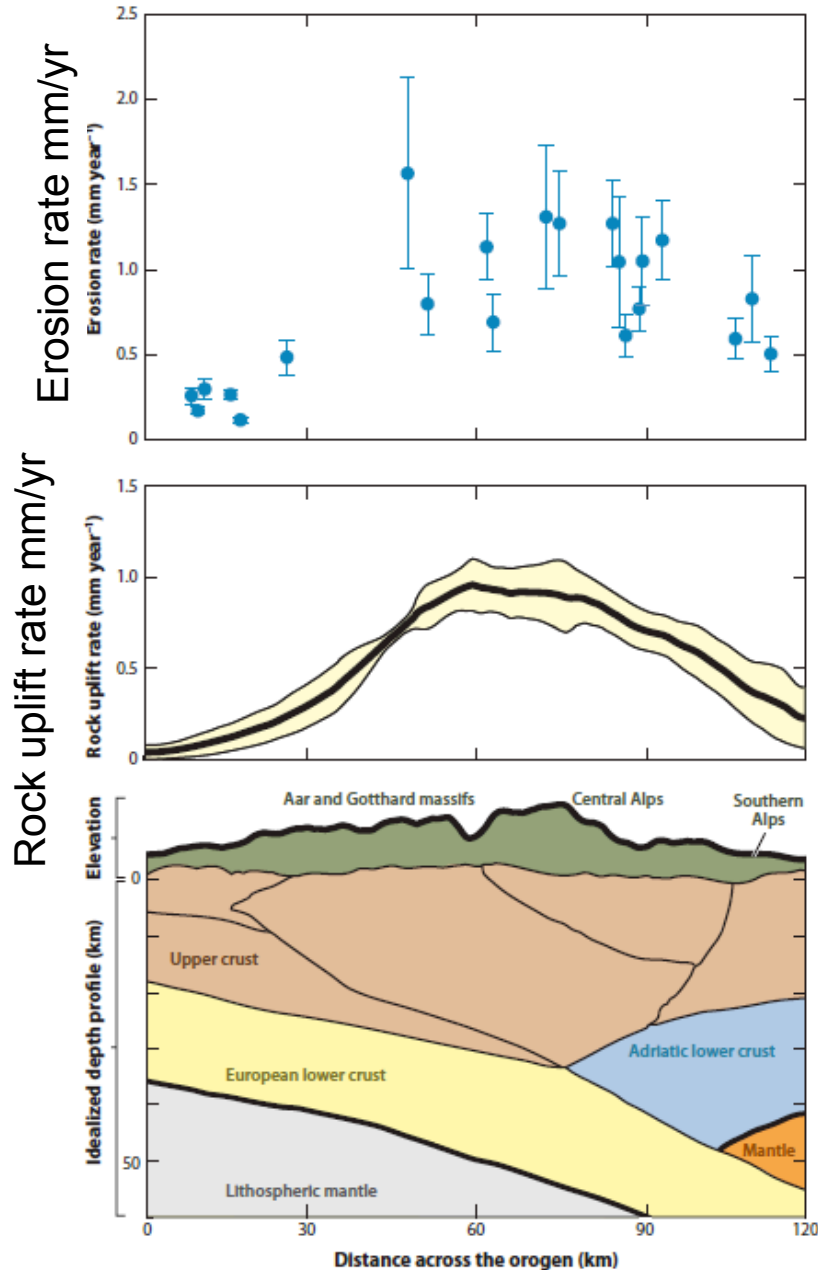 Erosion rate mm/yr
Erosion rate (mm year⁻¹)
2.5
2.0
1.5
1.0
0.5
0
Rock uplift rate mm/yr
Rock uplift rate (mm year⁻¹)
1.5
1.0
0.5
0
Elevation
Aar and Gotthard massifs
Central Alps
Southern
Alps
Idealized depth profile (km)
0
50
Upper crust
European lower crust
Adriatic lower crust
Mantle
Lithospheric mantle
0 30 60 90 120
Distance across the orogen (km)